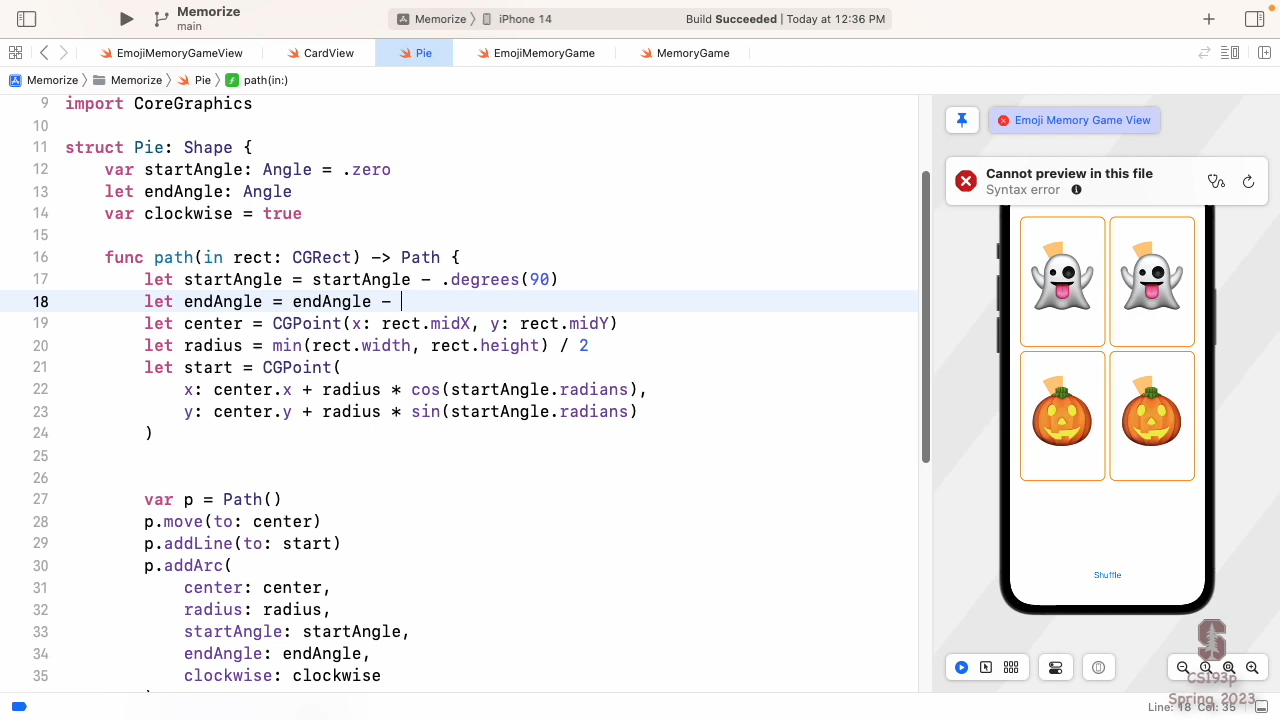 Memorize
main
Memorize 〉 iPhone 14
Build Succeeded | Today at 12:36 PM
EmojiMemoryGameView
CardView
Pie
EmojiMemoryGame
MemoryGame
Memorize 〉 Memorize 〉 Pie 〉 path(in:)
9 import CoreGraphics
10
11 struct Pie: Shape {
12 var startAngle: Angle = .zero
13 let endAngle: Angle
14 var clockwise = true
15
16 func path(in rect: CGRect) -> Path {
17 let startAngle = startAngle - .degrees(90)
18 let endAngle = endAngle -
19 let center = CGPoint(x: rect.midX, y: rect.midY)
20 let radius = min(rect.width, rect.height) / 2
21 let start = CGPoint(
22 x: center.x + radius * cos(startAngle.radians),
23 y: center.y + radius * sin(startAngle.radians)
24 )
25
26
27 var p = Path()
28 p.move(to: center)
29 p.addLine(to: start)
30 p.addArc(
31 center: center,
32 radius: radius,
33 startAngle: startAngle,
34 endAngle: endAngle,
35 clockwise: clockwise
Emoji Memory Game View
Cannot preview in this file
Syntax error
Shuffle
CS193p
Spring 2023
Line: 18 Col: 35